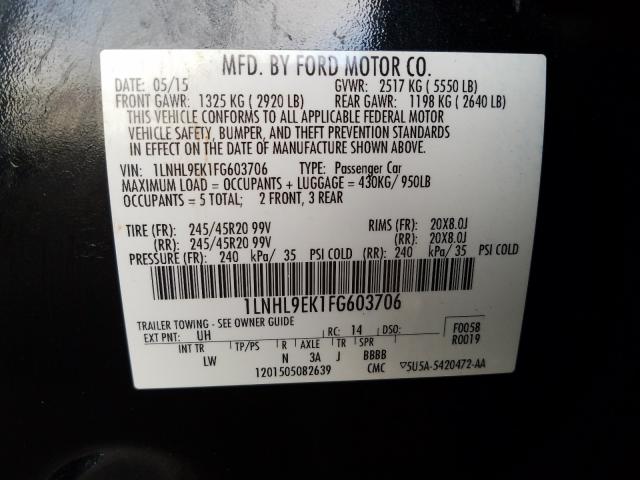 MFD. BY FORD MOTOR CO.
DATE: 05/15 GVWR: 2517 KG ( 5550 LB)
FRONT GAWR: 1325 KG ( 2920 LB) REAR GAWR: 1198 KG ( 2640 LB)
THIS VEHICLE CONFORMS TO ALL APPLICABLE FEDERAL MOTOR
VEHICLE SAFETY, BUMPER, AND THEFT PREVENTION STANDARDS
IN EFFECT ON THE DATE OF MANUFACTURE SHOWN ABOVE.
VIN: 1LNHL9EK1FG603706 TYPE: Passenger Car
MAXIMUM LOAD = OCCUPANTS + LUGGAGE = 430KG/ 950LB
OCCUPANTS = 5 TOTAL; 2 FRONT, 3 REAR
TIRE (FR): 245/45R20 99V RIMS (FR): 20X8.0J
(RR): 245/45R20 99V (RR): 20X8.0J
PRESSURE (FR): 240 kPa/ 35 PSI COLD (RR): 240 kPa/ 35 PSI COLD
1LNHL9EK1FG603706
TRAILER TOWING - SEE OWNER GUIDE
EXT PNT: UH RC: 14 DSO: F0058
R0019
INT TR TP/PS R AXLE TR SPR
LW N 3A J BBBB
1201505082639 CMC ▽5U5A-5420472-AA